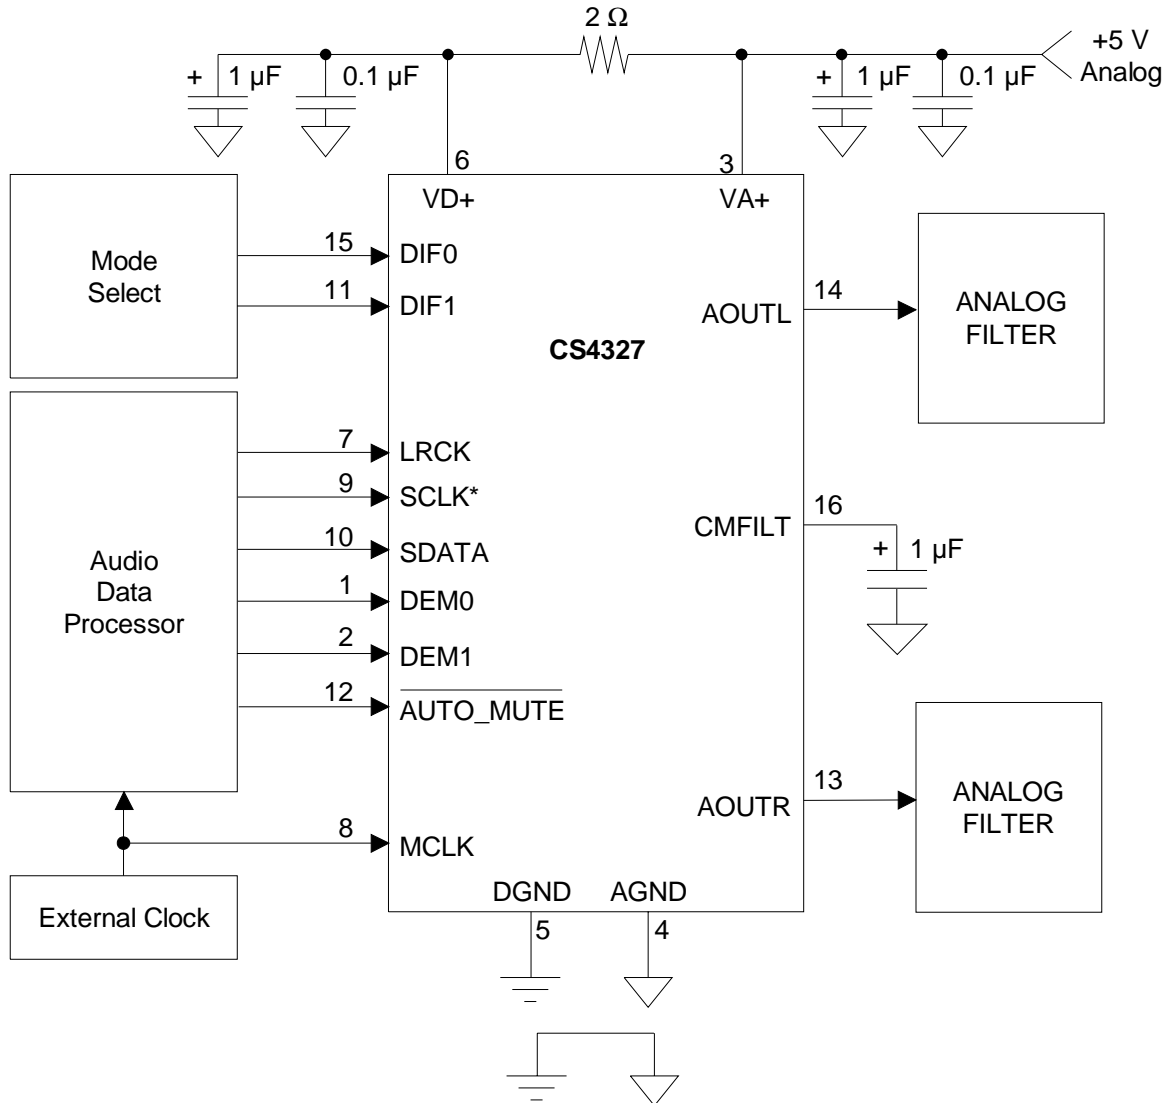 2 Ω
+5 V
Analog
+ 1 µF
0.1 µF
+ 1 µF
0.1 µF
6
3
VD+
VA+
Mode
Select
15
DIF0
11
DIF1
CS4327
14
AOUTL
ANALOG
FILTER
Audio
Data
Processor
7
LRCK
9
SCLK*
10
SDATA
1
DEM0
2
DEM1
12
AUTO_MUTE
16
CMFILT
+ 1 µF
13
AOUTR
ANALOG
FILTER
8
MCLK
External Clock
DGND
AGND
5
4